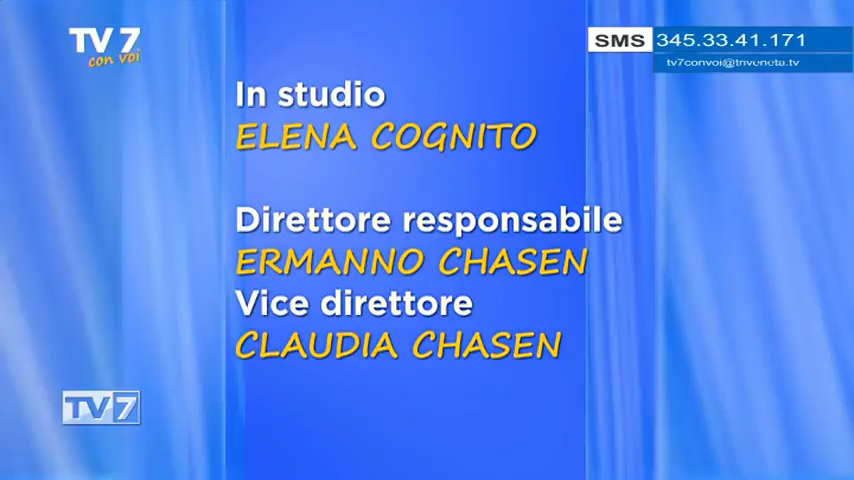 TV 7
con voi
SMS 345.33.41.171
tv7convoi@triveneta.tv
In studio
ELENA COGNITO
Direttore responsabile
ERMANNO CHASEN
Vice direttore
CLAUDIA CHASEN
TV7